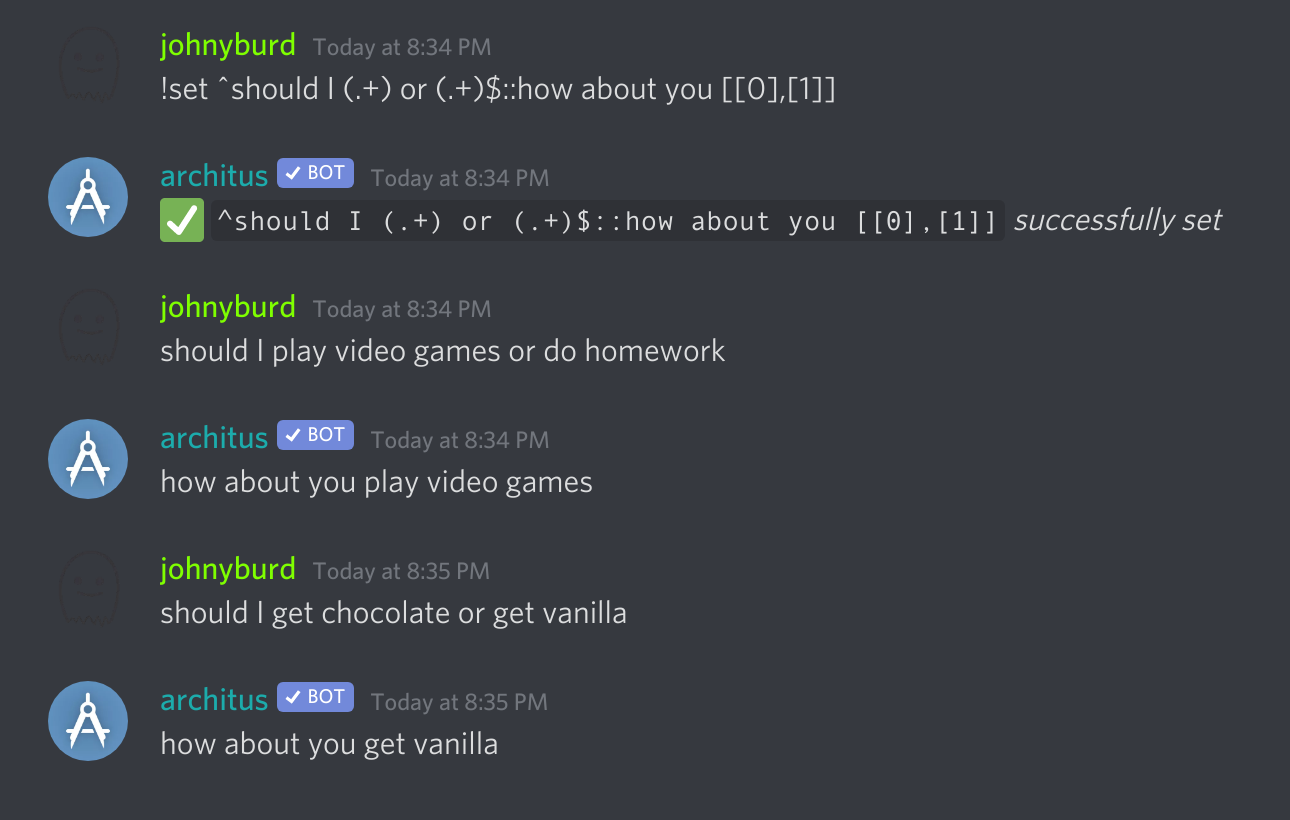 johnyburd Today at 8:34 PM
!set ^should I (.+) or (.+)$::how about you [[0],[1]]
architus BOT Today at 8:34 PM
^should I (.+) or (.+)$::how about you [[0],[1]] successfully set
johnyburd Today at 8:34 PM
should I play video games or do homework
architus BOT Today at 8:34 PM
how about you play video games
johnyburd Today at 8:35 PM
should I get chocolate or get vanilla
architus BOT Today at 8:35 PM
how about you get vanilla